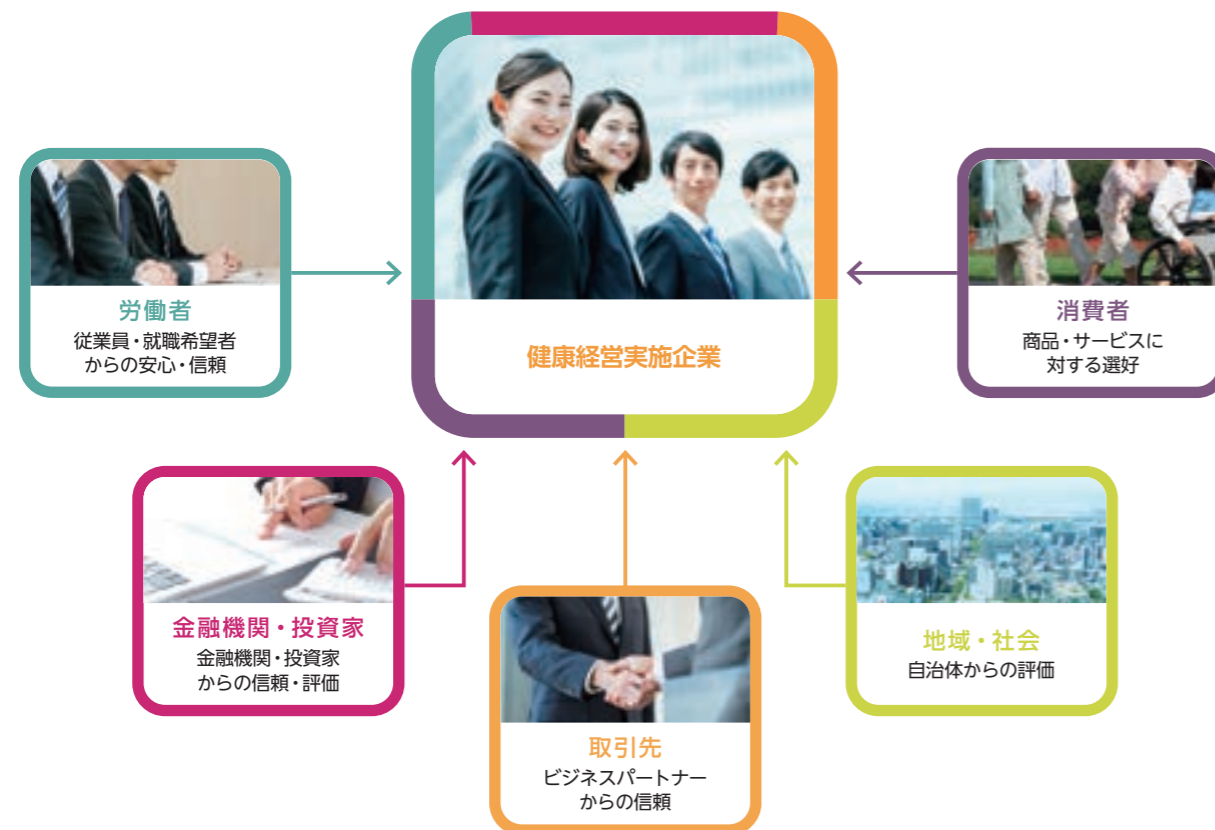 健康経営実施企業
労働者
従業員・就職希望者
からの安心・信頼
消費者
商品・サービスに
対する選好
金融機関・投資家
金融機関・投資家
からの信頼・評価
取引先
ビジネスパートナー
からの信頼
地域・社会
自治体からの評価